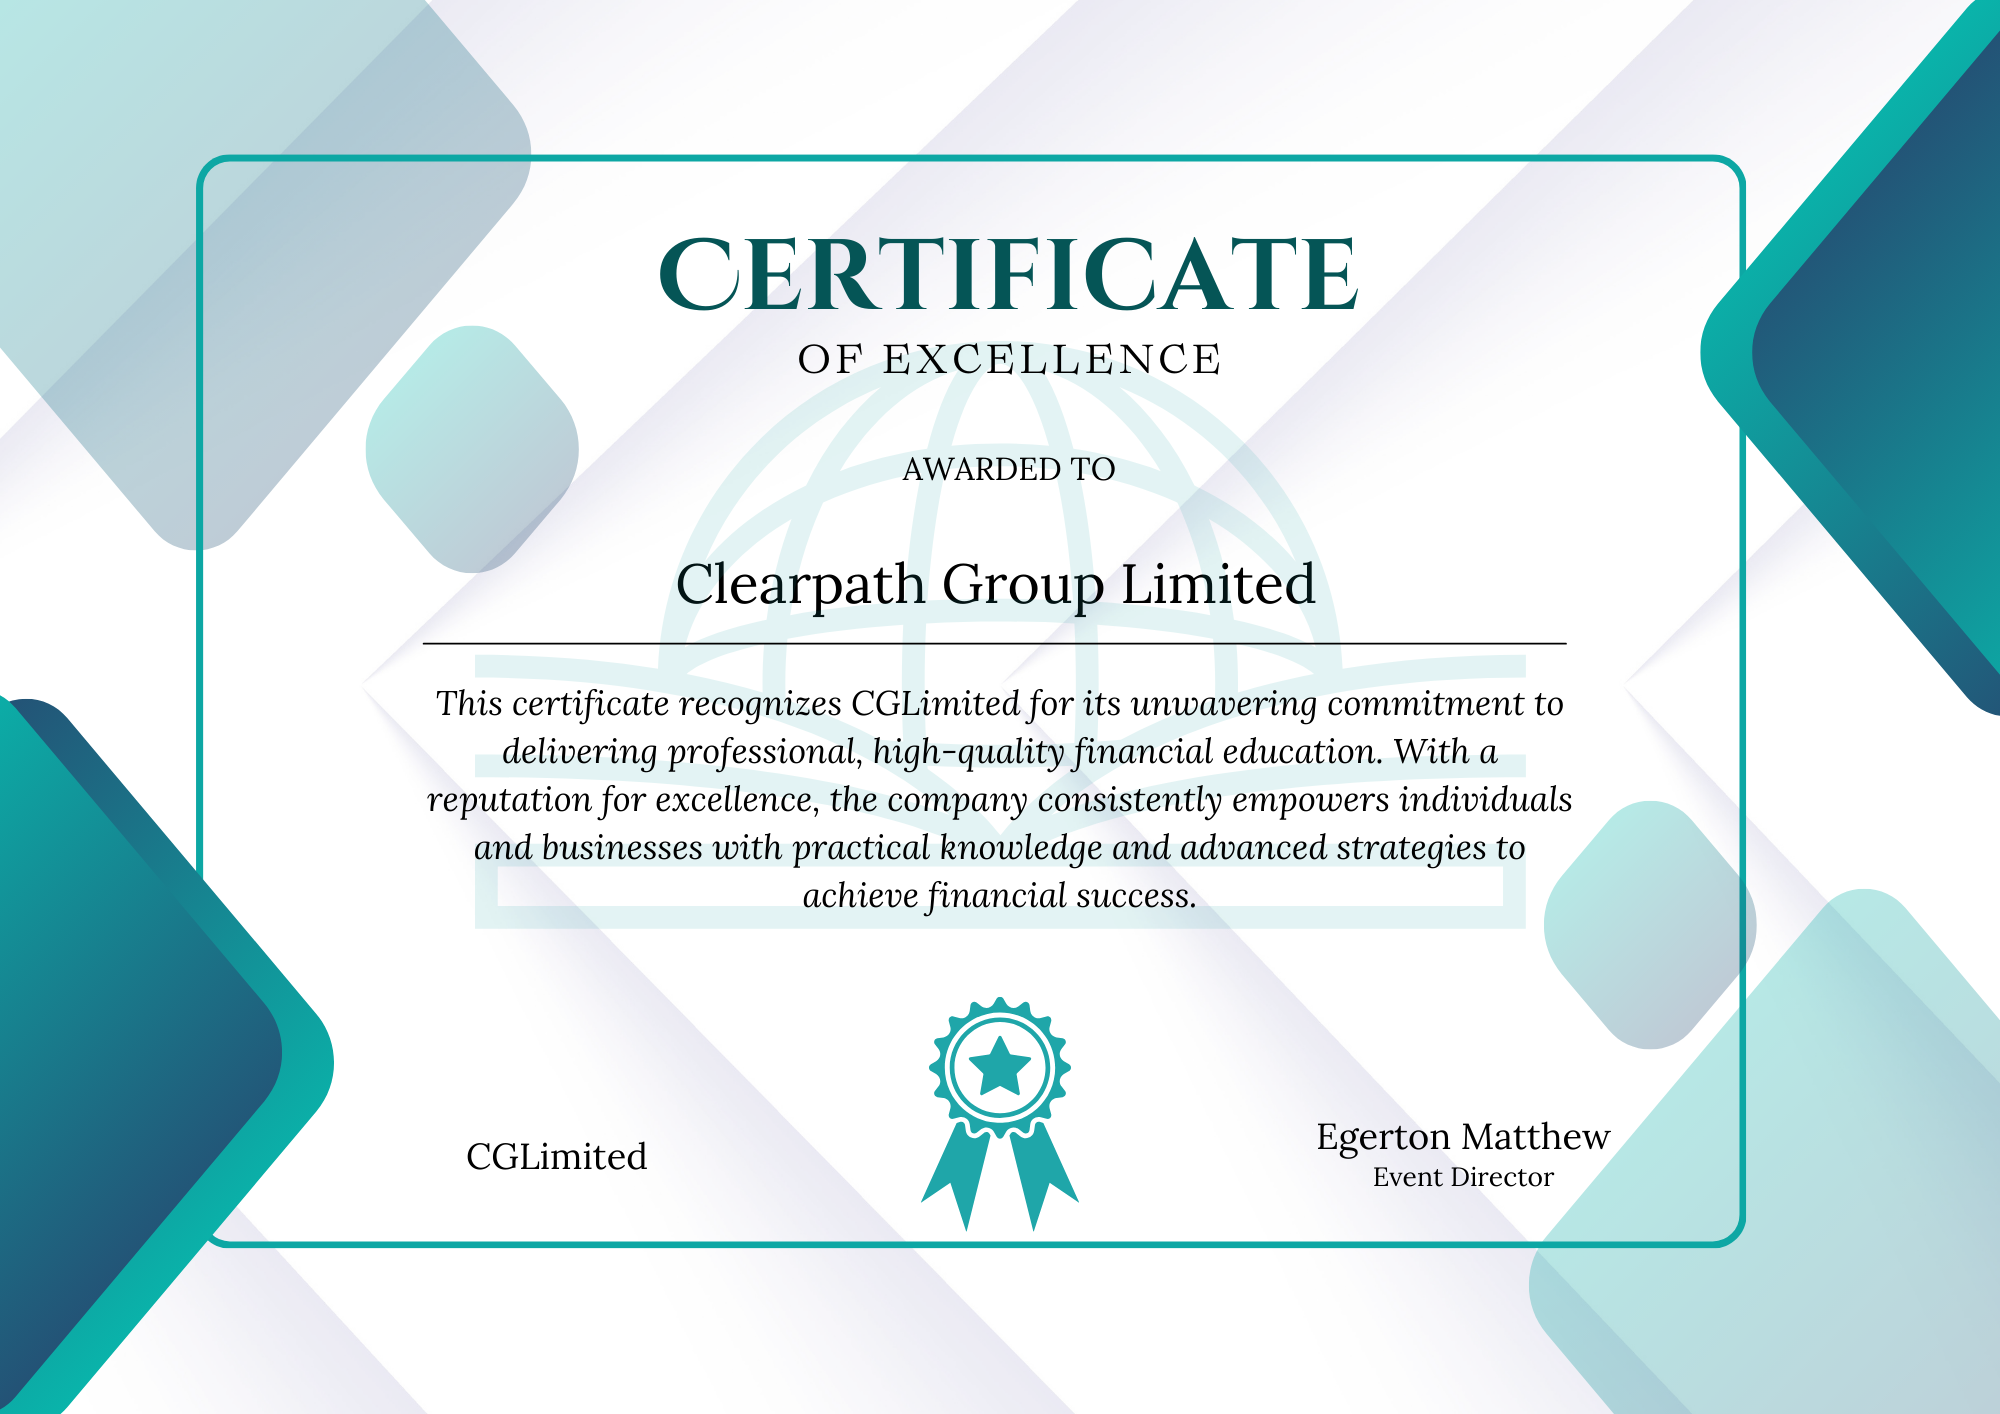 CERTIFICATE
OF EXCELLENCE
AWARDED TO
Clearpath Group Limited
This certificate recognizes CGLimited for its unwavering commitment to
delivering professional, high-quality financial education. With a
reputation for excellence, the company consistently empowers individuals
and businesses with practical knowledge and advanced strategies to
achieve financial success.
CGLimited
Egerton Matthew
Event Director